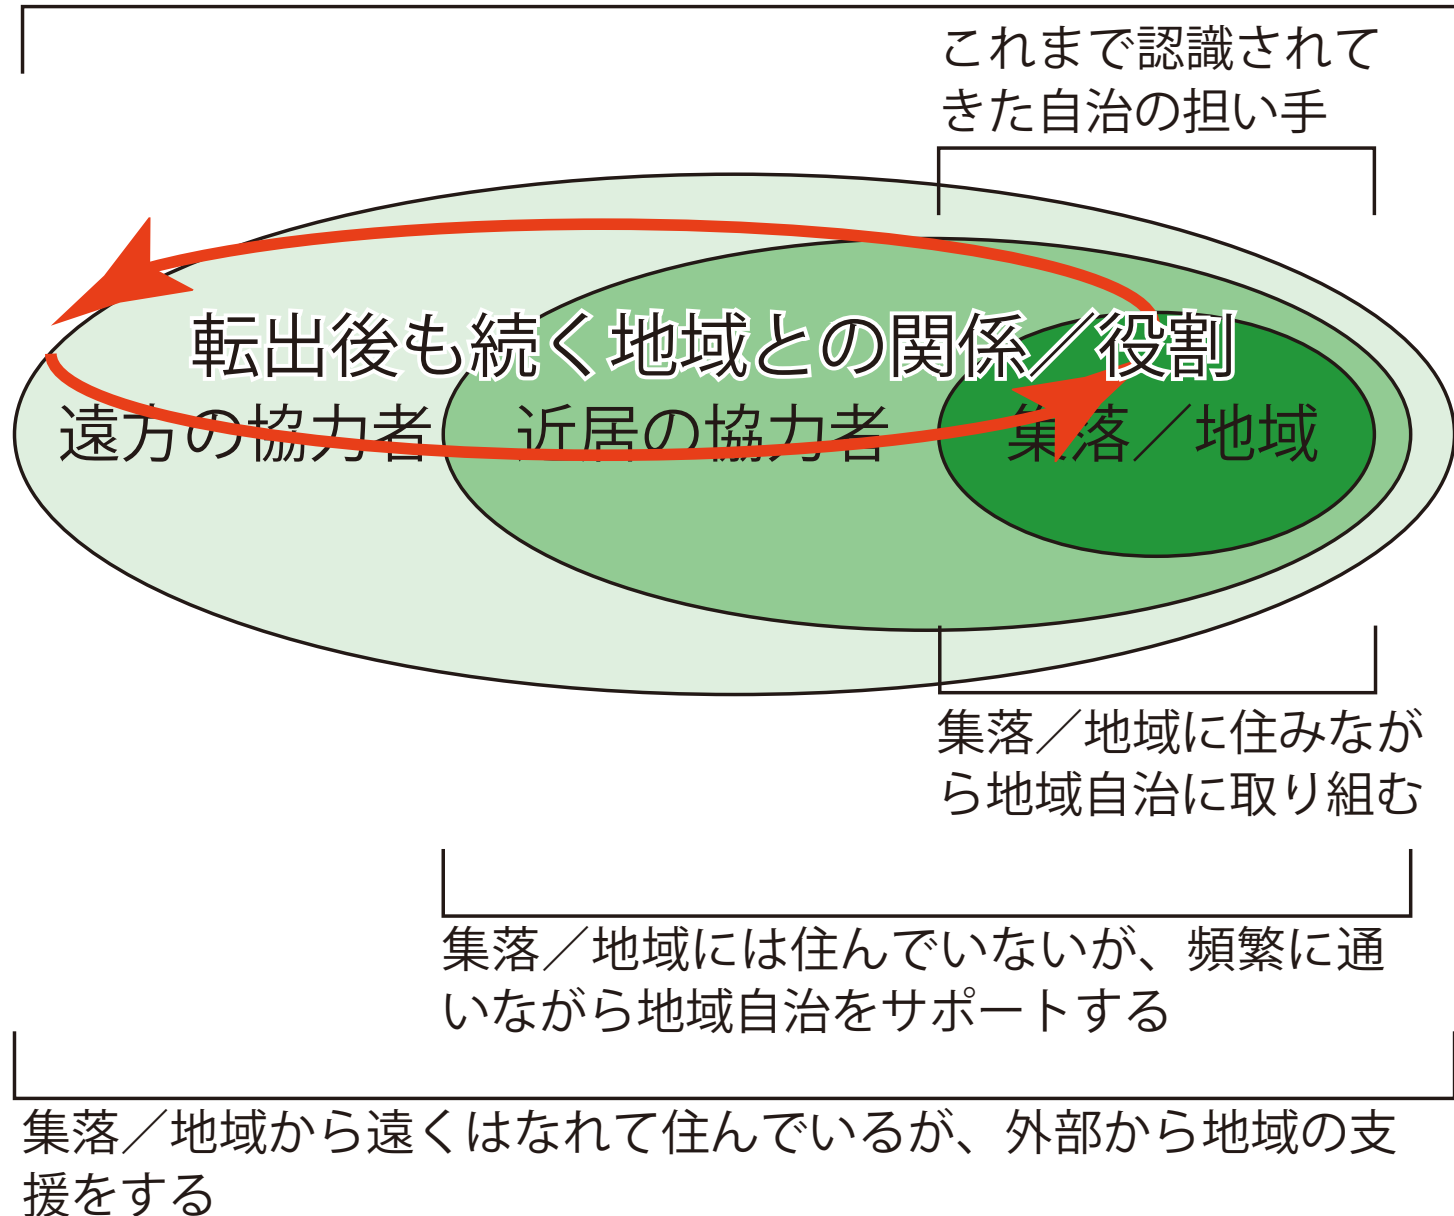 これまで認識されて
きた自治の担い手
転出後も続く地域との関係／役割
遠方の協力者
近居の協力者
集落／地域
集落／地域に住みなが
ら地域自治に取り組む
集落／地域には住んでいないが、頻繁に通
いながら地域自治をサポートする
集落／地域から遠くはなれて住んでいるが、外部から地域の支
援をする